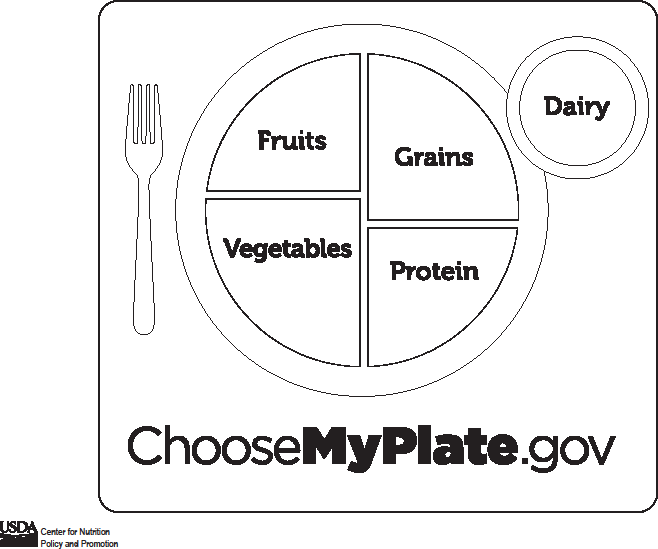 Dairy
Fruits
Grains
Vegetables
Protein
ChooseMyPlate.gov
USDA
Center for Nutrition
Policy and Promotion